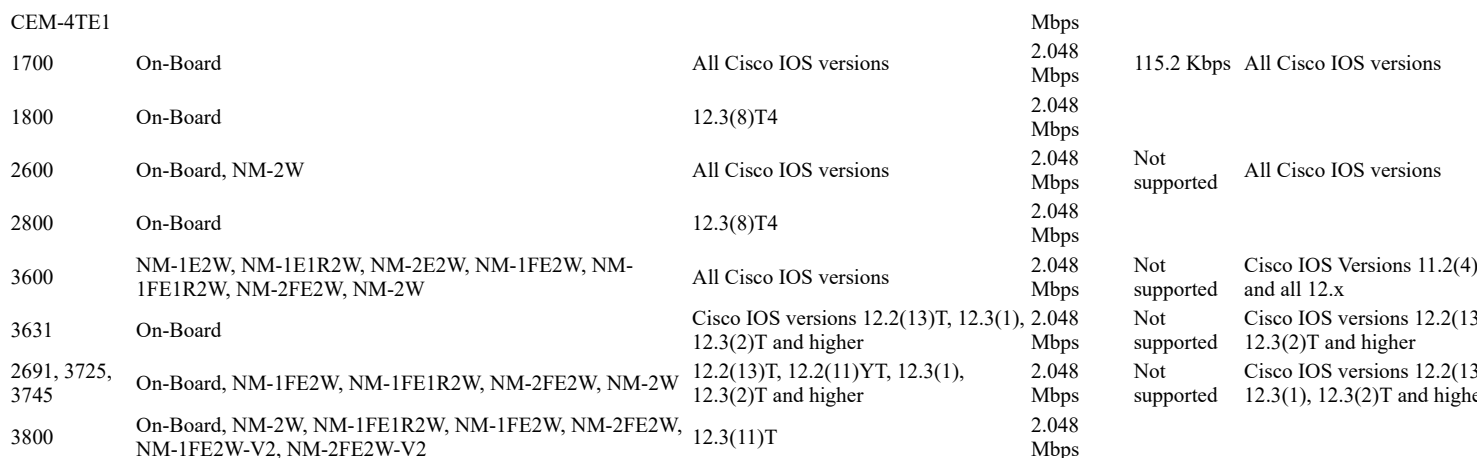 CEM-4TE1 Mbps
1700 On-Board All Cisco IOS versions 2.048 Mbps 115.2 Kbps All Cisco IOS versions
1800 On-Board 12.3(8)T4 2.048 Mbps
2600 On-Board, NM-2W All Cisco IOS versions 2.048 Mbps Not supported All Cisco IOS versions
2800 On-Board 12.3(8)T4 2.048 Mbps
3600 NM-1E2W, NM-1E1R2W, NM-2E2W, NM-1FE2W, NM-
1FE1R2W, NM-2FE2W, NM-2W All Cisco IOS versions 2.048 Mbps Not supported Cisco IOS Versions 11.2(4)
and all 12.x
3631 On-Board Cisco IOS versions 12.2(13)T, 12.3(1),
12.3(2)T and higher 2.048 Mbps Not supported Cisco IOS versions 12.2(13
12.3(2)T and higher
2691, 3725,
3745 On-Board, NM-1FE2W, NM-1FE1R2W, NM-2FE2W, NM-2W 12.2(13)T, 12.2(11)YT, 12.3(1),
12.3(2)T and higher 2.048 Mbps Not supported Cisco IOS versions 12.2(13
12.3(1), 12.3(2)T and highe
3800 On-Board, NM-2W, NM-1FE1R2W, NM-1FE2W, NM-2FE2W,
NM-1FE2W-V2, NM-2FE2W-V2 12.3(11)T 2.048 Mbps